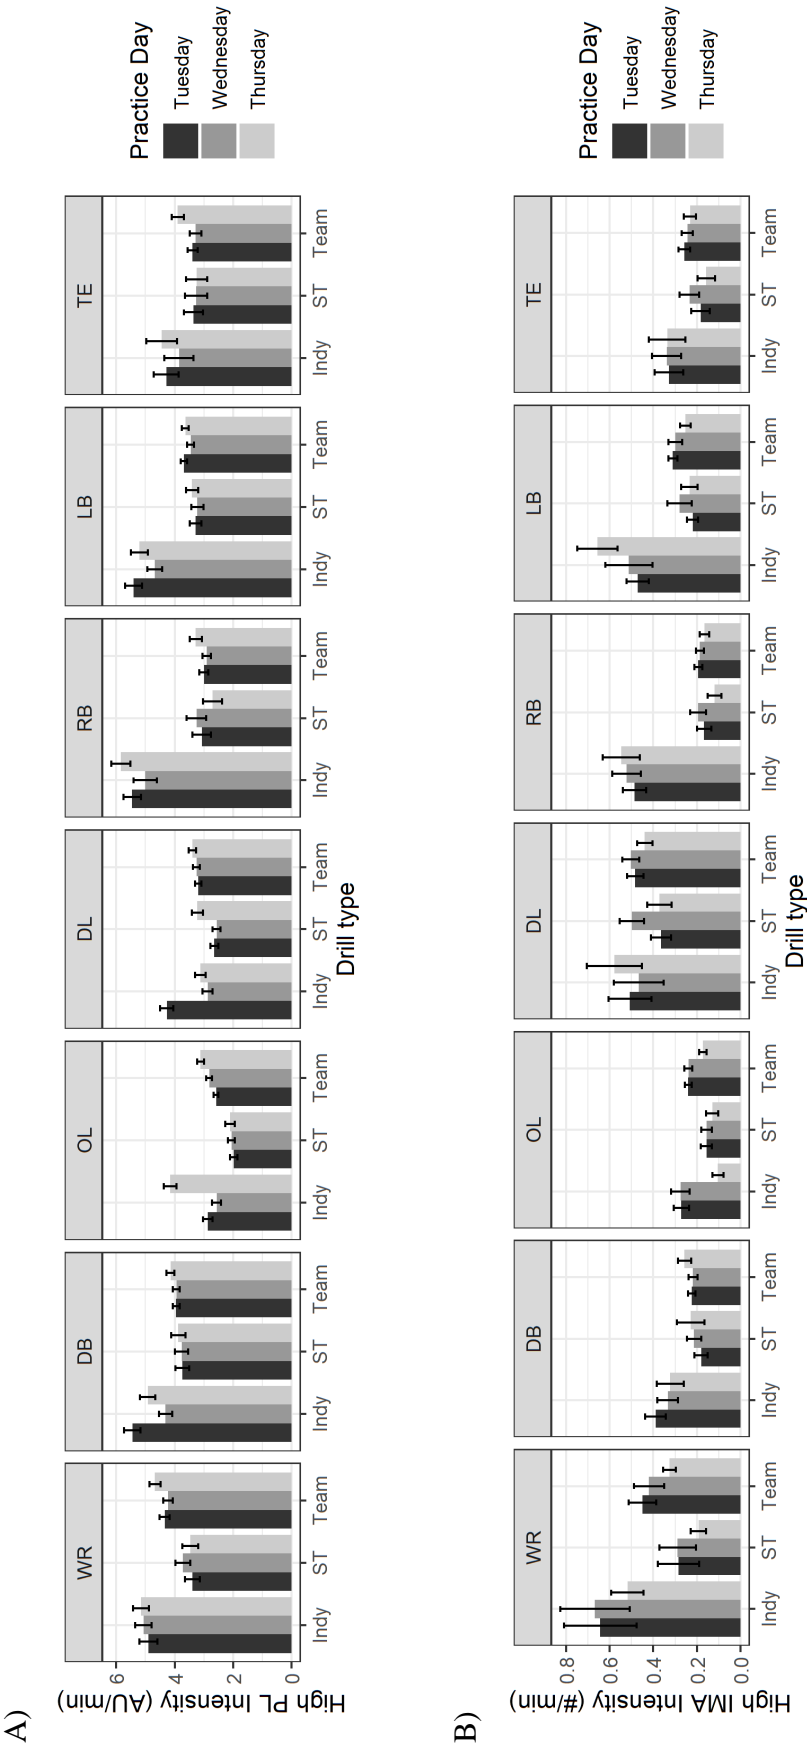 A)
WR DB OL DL RB LB TE
High PL Intensity (AU/min)
6
4
2
0
Indy ST Team Indy ST Team Indy ST Team Indy ST Team Indy ST Team Indy ST Team Indy ST Team
Drill type
Practice Day
Tuesday
Wednesday
Thursday
B)
WR DB OL DL RB LB TE
High IMA Intensity (#/min)
0.8
0.6
0.4
0.2
0.0
Indy ST Team Indy ST Team Indy ST Team Indy ST Team Indy ST Team Indy ST Team Indy ST Team
Drill type
Practice Day
Tuesday
Wednesday
Thursday